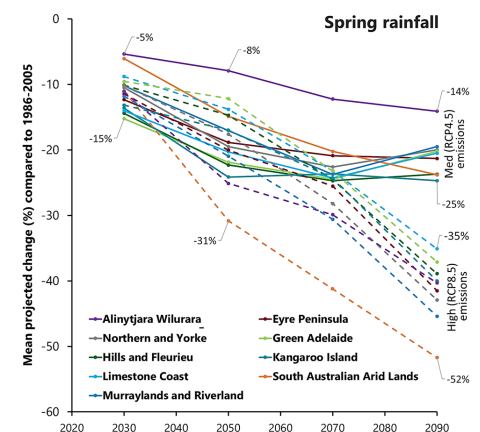 Spring rainfall
Mean projected change (%) compared to 1986-2005
0
-10
-20
-30
-40
-50
-60
2020
2030
2040
2050
2060
2070
2080
2090
-5%
-8%
-14%
-15%
-25%
-31%
-35%
-52%
Med (RCP4.5)
emissions
High (RCP8.5)
emissions
Alinytjara Wilurara
Eyre Peninsula
Northern and Yorke
Green Adelaide
Hills and Fleurieu
Kangaroo Island
Limestone Coast
South Australian Arid Lands
Murraylands and Riverland